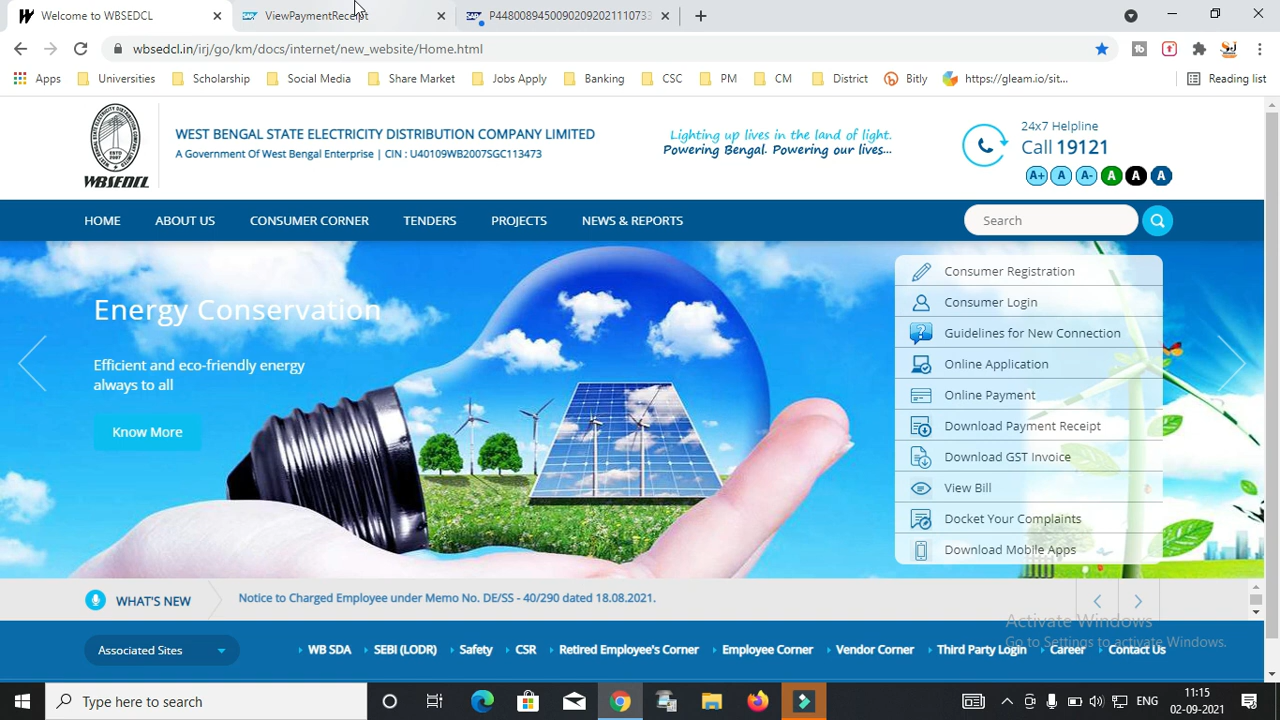 Welcome to WBSEDCL
ViewPaymentReceipt
P44800894500902092021110733
wbsedcl.in/irj/go/km/docs/internet/new_website/Home.html
Apps Universities Scholarship Social Media Share Market Jobs Apply Banking CSC PM CM District Bitly https://gleam.io/sit... Reading list
WBSEDCL
WEST BENGAL STATE ELECTRICITY DISTRIBUTION COMPANY LIMITED
A Government Of West Bengal Enterprise | CIN : U40109WB2007SGC113473
Lighting up lives in the land of light.
Powering Bengal. Powering our lives...
24x7 Helpline
Call 19121
A+ A A- A A A
HOME ABOUT US CONSUMER CORNER TENDERS PROJECTS NEWS & REPORTS Search
Energy Conservation
Efficient and eco-friendly energy
always to all
Know More
Consumer Registration
Consumer Login
Guidelines for New Connection
Online Application
Online Payment
Download Payment Receipt
Download GST Invoice
View Bill
Docket Your Complaints
Download Mobile Apps
WHAT'S NEW
Notice to Charged Employee under Memo No. DE/SS - 40/290 dated 18.08.2021.
Activate Windows
Go to Settings to activate Windows.
Associated Sites WB SDA SEBI (LODR) Safety CSR Retired Employee's Corner Employee Corner Vendor Corner Third Party Login Career Contact Us
Type here to search
ENG
11:15
02-09-2021